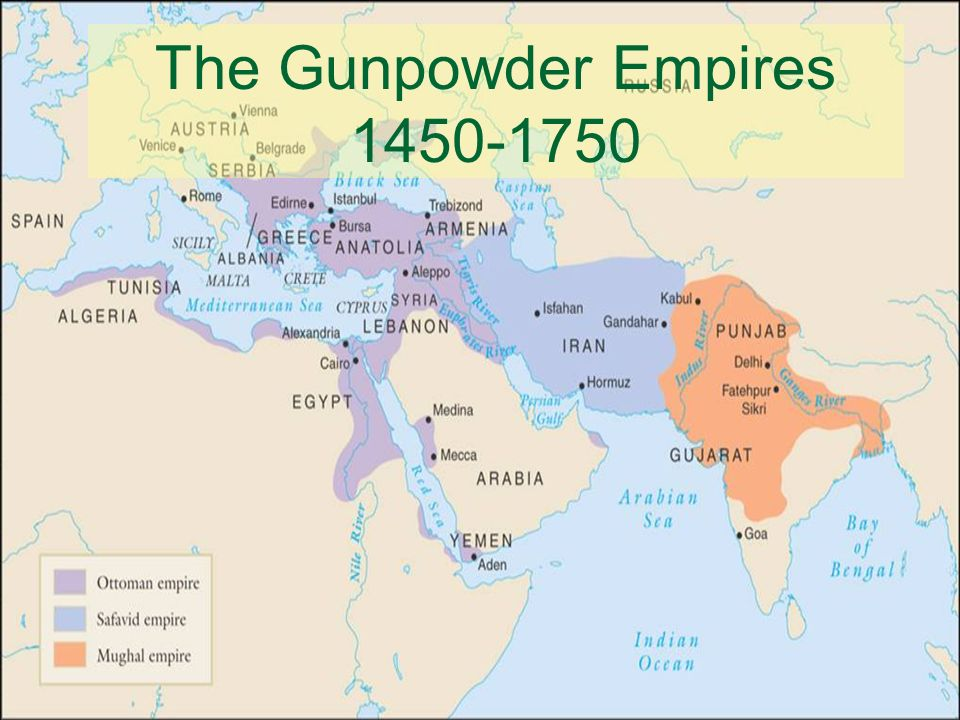 The Gunpowder Empires
1450-1750
RUSSIA
Vienna
AUSTRIA
Venice
Belgrade
SERBIA
Black Sea
Caspian
Sea
Aral
Sea
SPAIN
Rome
Edirne
Istanbul
Trebizond
Bursa
ARMENIA
SICILY
GREECE
ANATOLIA
ALBANIA
MALTA
CRETE
Aleppo
Tigris River
TUNISIA
Mediterranean Sea
CYPRUS
SYRIA
ALGERIA
LEBANON
Euphrates River
Isfahan
Kabul
Alexandria
Gandahar
PUNJAB
Cairo
IRAN
Indus River
Delhi
EGYPT
Hormuz
Fatehpur
Sikri
Ganges River
Persian
Gulf
Medina
Mecca
GUJARAT
ARABIA
Red Sea
Arabian
Sea
Nile River
YEMEN
Aden
Goa
Bay
of
Bengal
Ottoman empire
Safavid empire
Mughal empire
Indian
Ocean